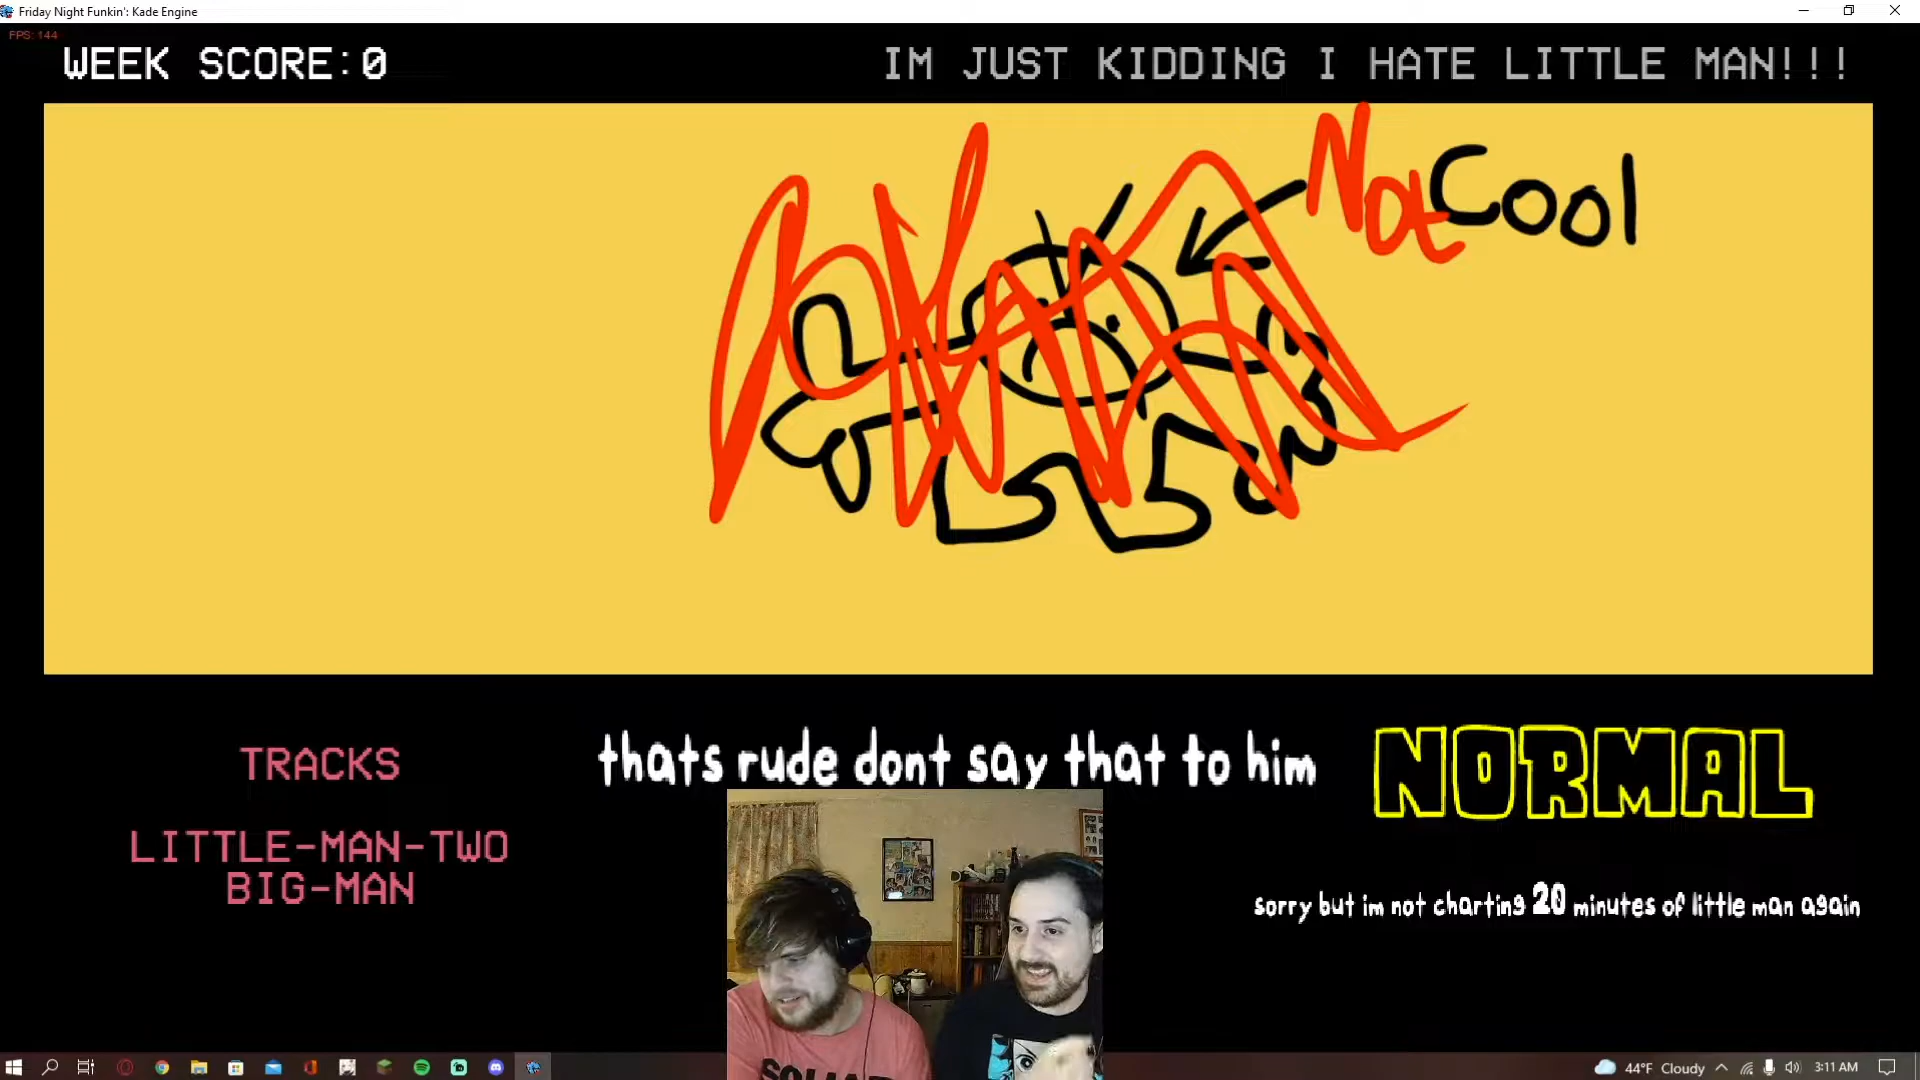 Friday Night Funkin': Kade Engine
FPS: 144
WEEK SCORE:0
IM JUST KIDDING I HATE LITTLE MAN!!!
Not Cool
TRACKS
LITTLE-MAN-TWO
BIG-MAN
thats rude dont say that to him
NORMAL
sorry but im not charting 20 minutes of little man again
44°F Cloudy
3:11 AM